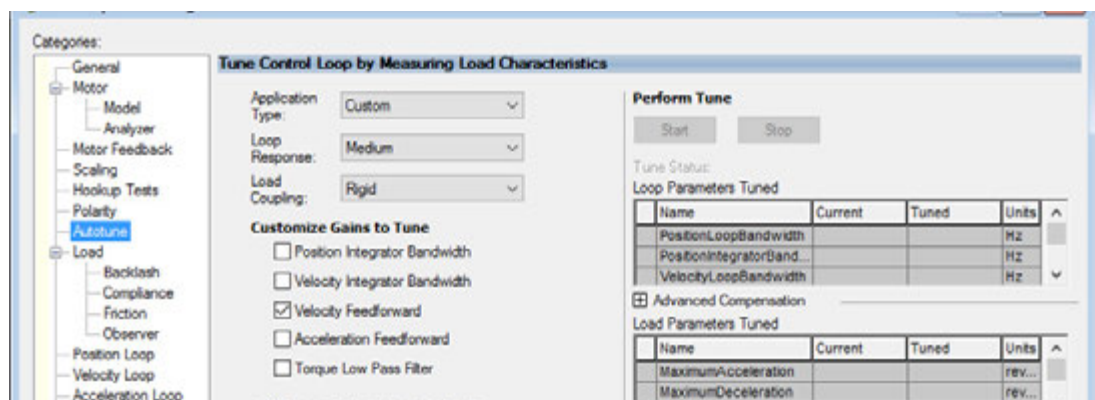 Categories:
General
Motor
Model
Analyzer
Motor Feedback
Scaling
Hookup Tests
Polarity
Autotune
Load
Backlash
Compliance
Friction
Observer
Position Loop
Velocity Loop
Acceleration Loop
Tune Control Loop by Measuring Load Characteristics
Application
Type:
Custom
Loop
Response:
Medium
Load
Coupling:
Rigid
Customize Gains to Tune
Position Integrator Bandwidth
Velocity Integrator Bandwidth
Velocity Feedforward
Acceleration Feedforward
Torque Low Pass Filter
Perform Tune
Start Stop
Tune Status:
Loop Parameters Tuned
Name Current Tuned Units
PositionLoopBandwidth Hz
PositionIntegratorBand... Hz
VelocityLoopBandwidth Hz
Advanced Compensation
Load Parameters Tuned
Name Current Tuned Units
MaximumAcceleration rev...
MaximumDeceleration rev...